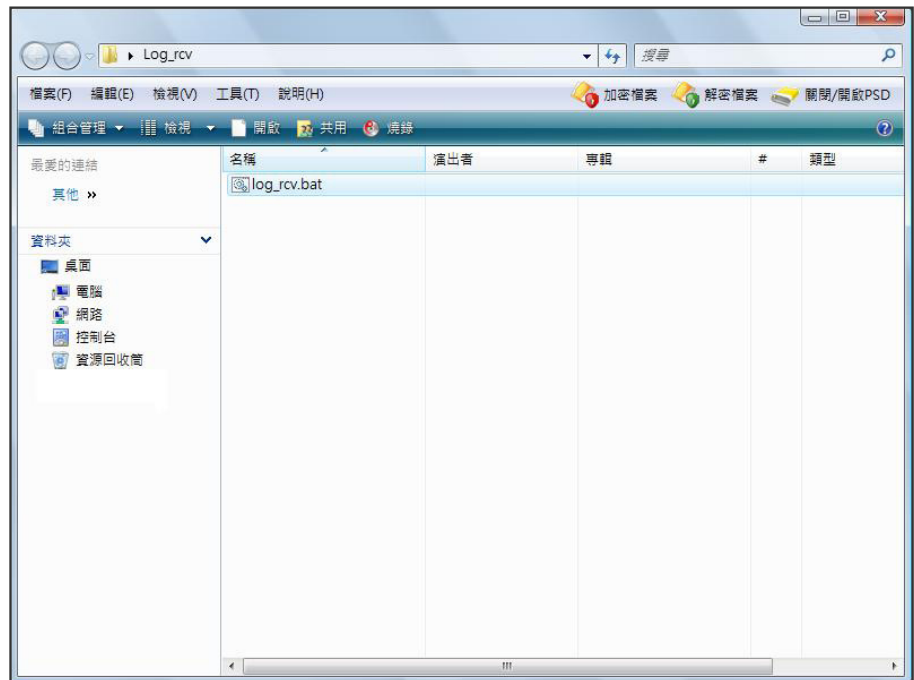 Log_rcv 搜尋
檔案(F) 編輯(E) 檢視(V) 工具(T) 說明(H) 加密檔案 解密檔案 關閉/開啟PSD
組合管理 檢視 開啟 共用 燒錄
最愛的連結
其他 »
資料夾
桌面
電腦
網路
控制台
資源回收筒
名稱 演出者 專輯 # 類型
log_rcv.bat